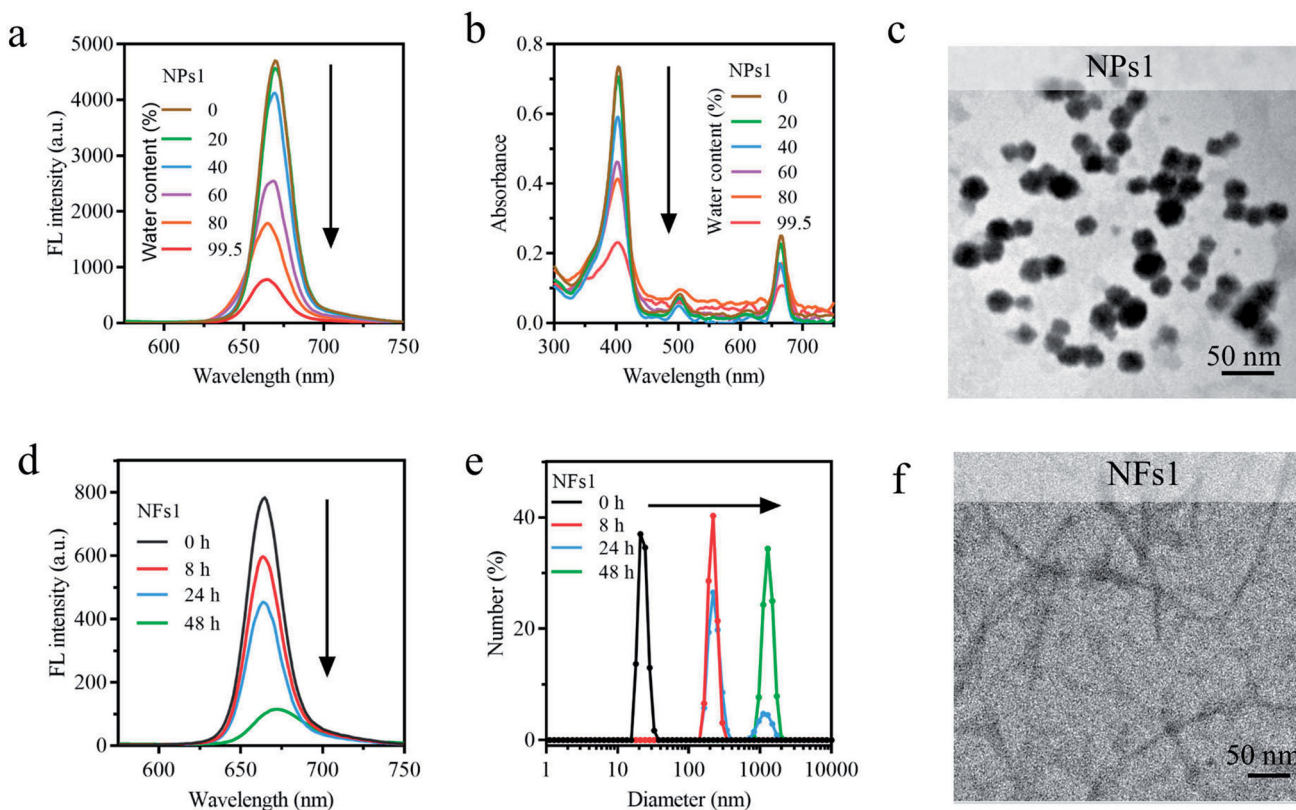 a
FL intensity (a.u.)
5000
4000
3000
2000
1000
0
NPs1
Water content (%)
0
20
40
60
80
99.5
600
650
700
750
Wavelength (nm)
b
Absorbance
0.8
0.6
0.4
0.2
0.0
NPs1
Water content (%)
0
20
40
60
80
99.5
300
400
500
600
700
Wavelength (nm)
c
NPs1
50 nm
d
FL intensity (a.u.)
800
600
400
200
0
NFs1
0 h
8 h
24 h
48 h
600
650
700
750
Wavelength (nm)
e
Number (%)
40
20
0
NFs1
0 h
8 h
24 h
48 h
1
10
100
1000
10000
Diameter (nm)
f
NFs1
50 nm